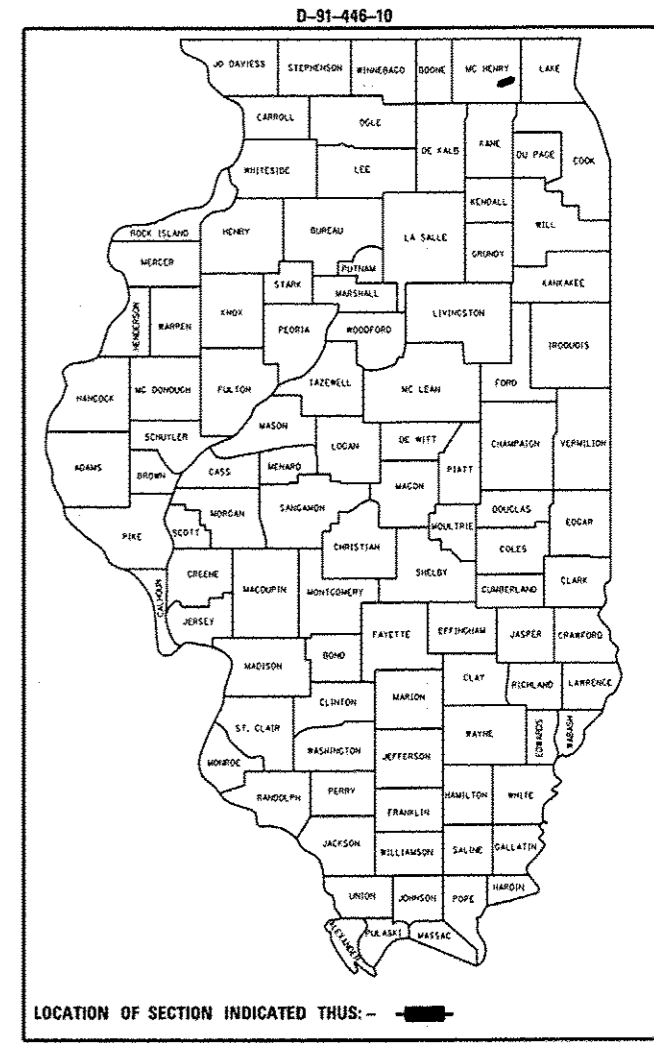 D-91-446-10
JO DAVIESS STEPHENSON WINNEBAGO BOONE MC HENRY LAKE
CARROLL OGLE DE KALB KANE DU PAGE COOK
WHITESIDE LEE
KENDALL
ROCK ISLAND HENRY BUREAU LA SALLE WILL
MERCER PUTNAM GRUNDY
STARK MARSHALL KANKAKEE
HENDERSON WARREN KNOX PEORIA WOODFORD LIVINGSTON IROQUOIS
HANCOCK MC DONOUGH FULTON TAZEWELL MC LEAN FORD
MASON
SCHUYLER LOGAN DE WITT CHAMPAIGN VERMILION
ADAMS BROWN CASS MENARD MACON PIATT
MORGAN SANGAMON DOUGLAS
PIKE SCOTT MOULTRIE EDGAR
CHRISTIAN COLES
GREENE MACOUPIN MONTGOMERY SHELBY CUMBERLAND CLARK
CALHOUN JERSEY
FAYETTE EFFINGHAM JASPER CRAWFORD
MADISON BOND
CLAY RICHLAND LAWRENCE
CLINTON MARION
ST. CLAIR WAYNE EDWARDS WABASH
WASHINGTON JEFFERSON
MONROE
RANDOLPH PERRY HAMILTON WHITE
FRANKLIN
JACKSON WILLIAMSON SALINE GALLATIN
UNION JOHNSON POPE HARDIN
ALEXANDER PULASKI MASSAC
LOCATION OF SECTION INDICATED THUS: -